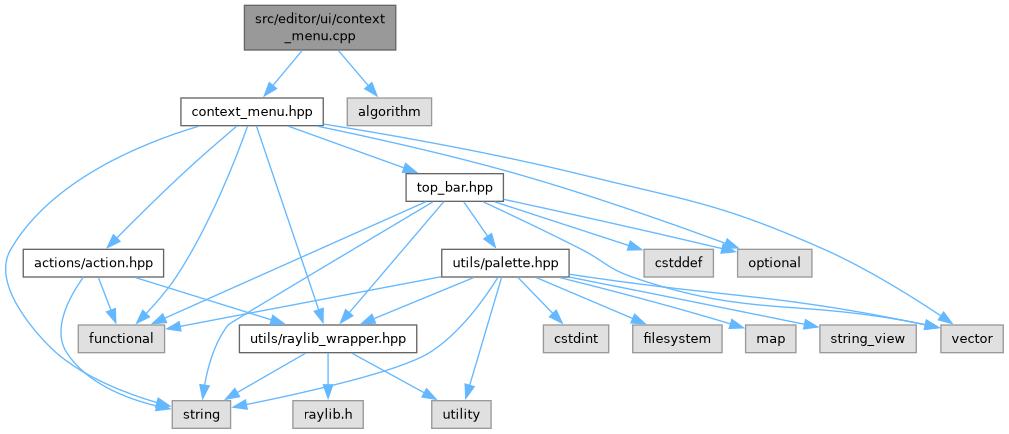 src/editor/ui/context
_menu.cpp
context_menu.hpp
algorithm
top_bar.hpp
actions/action.hpp
utils/palette.hpp
cstddef
optional
functional
utils/raylib_wrapper.hpp
cstdint
filesystem
map
string_view
vector
string
raylib.h
utility